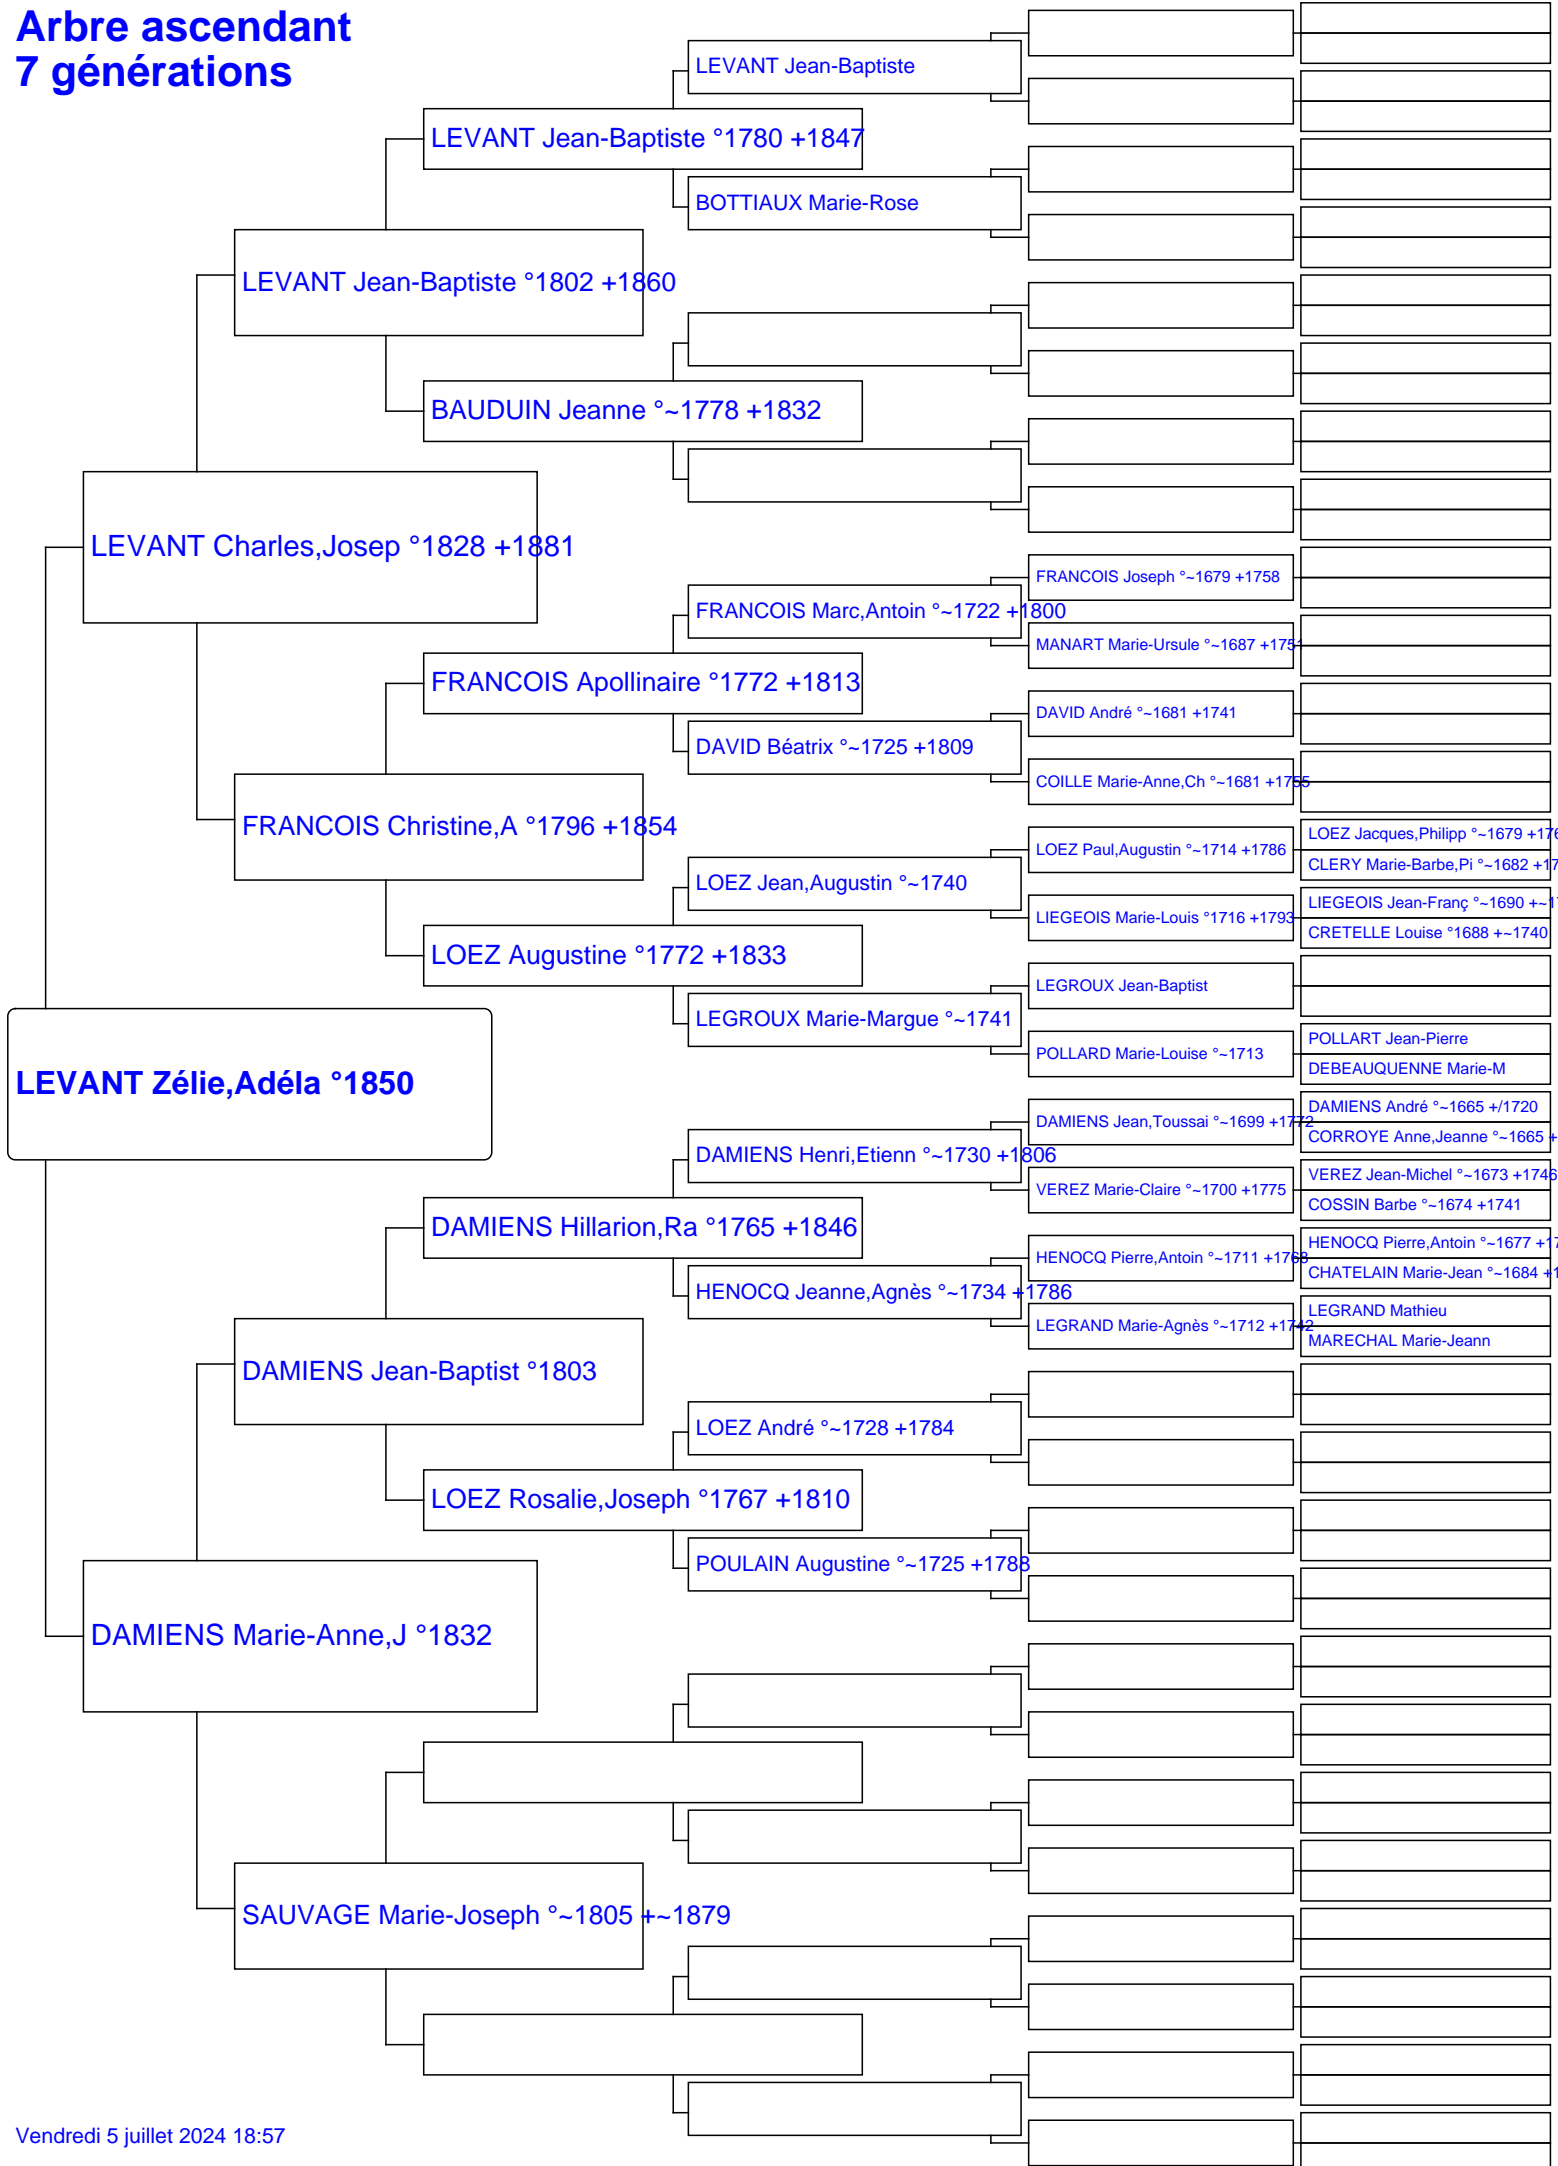 Arbre ascendant
7 générations
LEVANT Jean-Baptiste
LEVANT Jean-Baptiste °1780 +1847
BOTTIAUX Marie-Rose
LEVANT Jean-Baptiste °1802 +1860
BAUDUIN Jeanne °~1778 +1832
LEVANT Charles,Josep °1828 +1881
FRANCOIS Joseph °~1679 +1758
FRANCOIS Marc,Antoin °~1722 +1800
MANART Marie-Ursule °~1687 +1751
FRANCOIS Apollinaire °1772 +1813
DAVID André °~1681 +1741
DAVID Béatrix °~1725 +1809
COILLE Marie-Anne,Ch °~1681 +1755
FRANCOIS Christine,A °1796 +1854
LOEZ Jacques,Philipp °~1679 +176
LOEZ Paul,Augustin °~1714 +1786
CLERY Marie-Barbe,Pi °~1682 +17
LOEZ Jean,Augustin °~1740
LIEGEOIS Jean-Franç °~1690 +~17
LIEGEOIS Marie-Louis °1716 +1793
CRETELLE Louise °1688 +~1740
LOEZ Augustine °1772 +1833
LEGROUX Jean-Baptist
LEGROUX Marie-Margue °~1741
POLLART Jean-Pierre
POLLARD Marie-Louise °~1713
DEBEAUQUENNE Marie-M
LEVANT Zélie,Adéla °1850
DAMIENS André °~1665 +/1720
DAMIENS Jean,Toussai °~1699 +1772
CORROYE Anne,Jeanne °~1665 +
DAMIENS Henri,Etienn °~1730 +1806
VEREZ Jean-Michel °~1673 +1746
VEREZ Marie-Claire °~1700 +1775
COSSIN Barbe °~1674 +1741
DAMIENS Hillarion,Ra °1765 +1846
HENOCQ Pierre,Antoin °~1677 +17
HENOCQ Pierre,Antoin °~1711 +1768
CHATELAIN Marie-Jean °~1684 +1
HENOCQ Jeanne,Agnès °~1734 +1786
LEGRAND Mathieu
LEGRAND Marie-Agnès °~1712 +1742
MARECHAL Marie-Jeann
DAMIENS Jean-Baptist °1803
LOEZ André °~1728 +1784
LOEZ Rosalie,Joseph °1767 +1810
POULAIN Augustine °~1725 +1788
DAMIENS Marie-Anne,J °1832
SAUVAGE Marie-Joseph °~1805 +~1879
Vendredi 5 juillet 2024 18:57